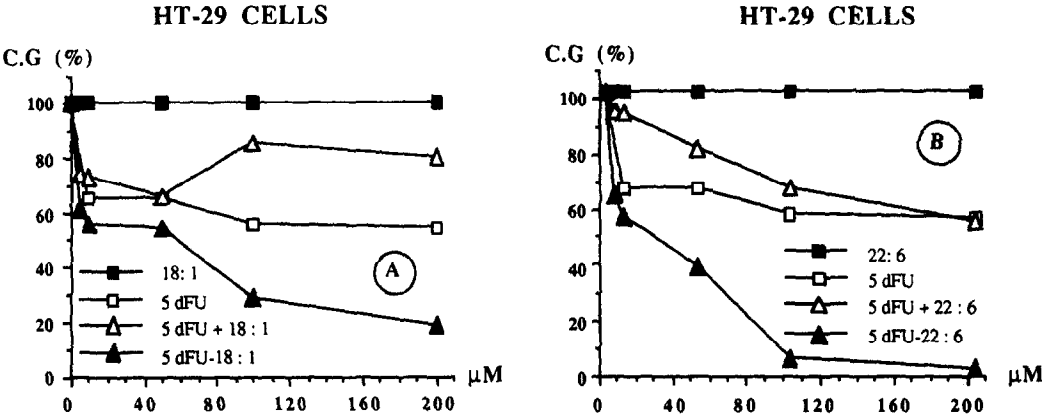 HT-29 CELLS
C.G (%)
100
80
60
40
20
0
0 40 80 120 160 200
μM
A
18: 1
5 dFU
5 dFU + 18 : 1
5 dFU-18 : 1
HT-29 CELLS
C.G (%)
100
80
60
40
20
0
0 40 80 120 160 200
μM
B
22: 6
5 dFU
5 dFU + 22 : 6
5 dFU-22 : 6